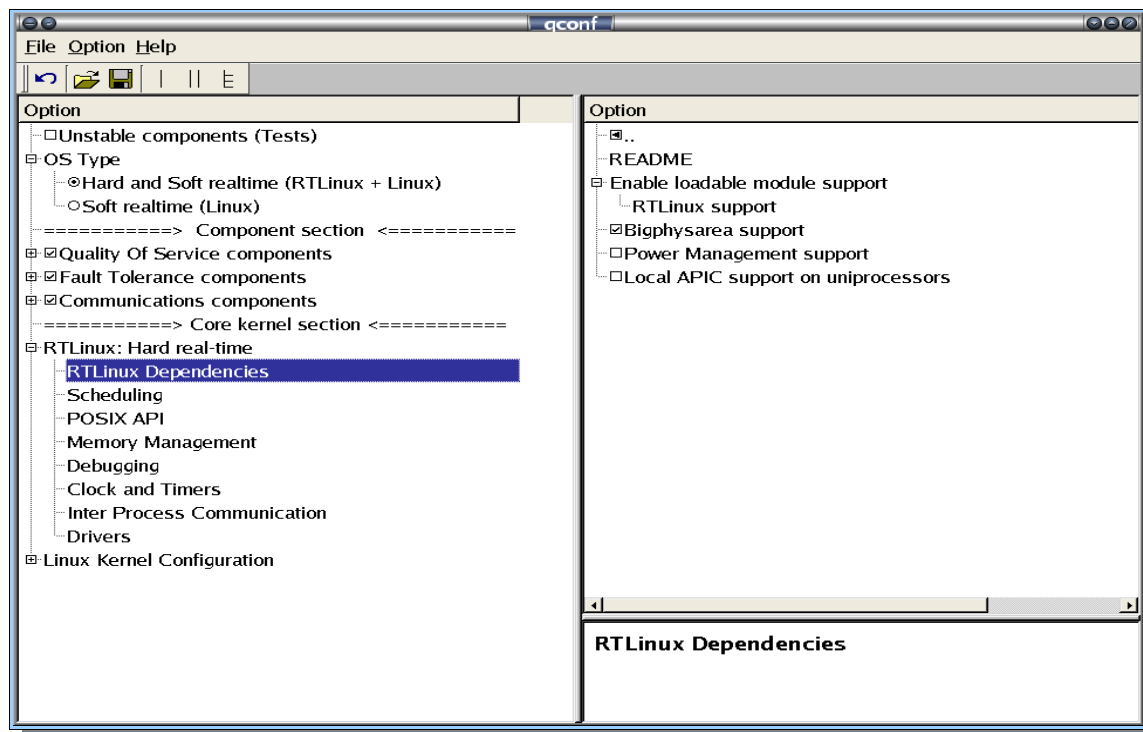 qconf
File Option Help
Option
Unstable components (Tests)
OS Type
Hard and Soft realtime (RTLinux + Linux)
Soft realtime (Linux)
===========> Component section <===========
Quality Of Service components
Fault Tolerance components
Communications components
===========> Core kernel section <===========
RTLinux: Hard real-time
RTLinux Dependencies
Scheduling
POSIX API
Memory Management
Debugging
Clock and Timers
Inter Process Communication
Drivers
Linux Kernel Configuration
Option
..
README
Enable loadable module support
RTLinux support
Bigphysarea support
Power Management support
Local APIC support on uniprocessors
RTLinux Dependencies